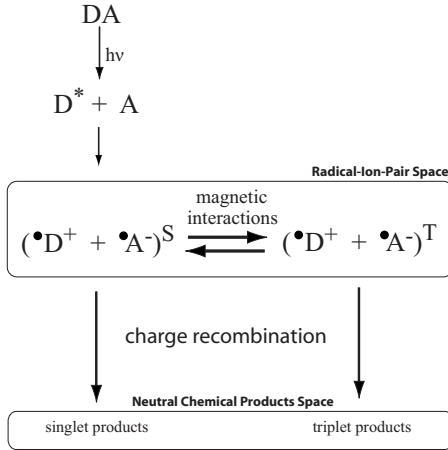 DA
hν
D* + A
Radical-Ion-Pair Space
magnetic
interactions
(•D⁺ + •A⁻)ˢ (•D⁺ + •A⁻)ᵀ
charge recombination
Neutral Chemical Products Space
singlet products triplet products